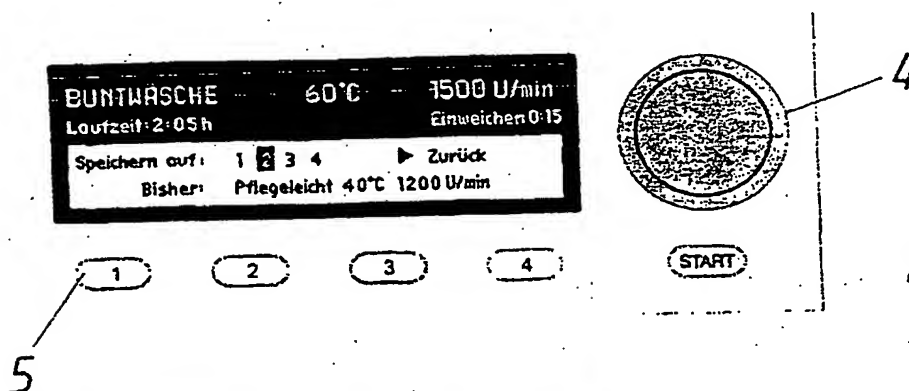 BUNTWÄSCHE 60°C 1500 U/min
Laufzeit: 2:05 h Einweichen 0:15
Speichern auf: 1 2 3 4 ▶ Zurück
Bisher: Pflegeleicht 40°C 1200 U/min
1 2 3 4 START
4
5